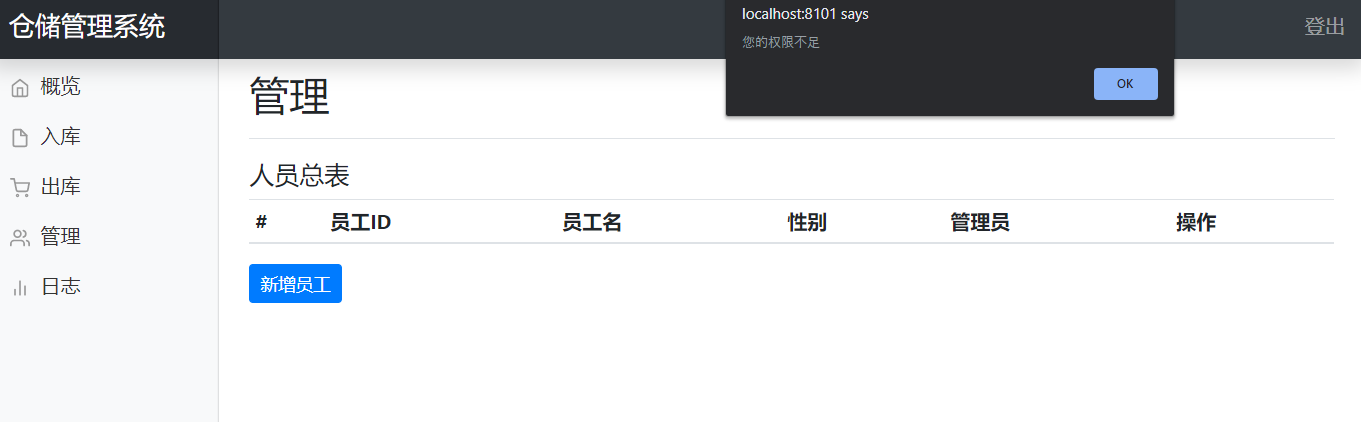 仓储管理系统
登出
localhost:8101 says
您的权限不足
OK
概览
入库
出库
管理
日志
管理
人员总表
# 员工ID 员工名 性别 管理员 操作
新增员工